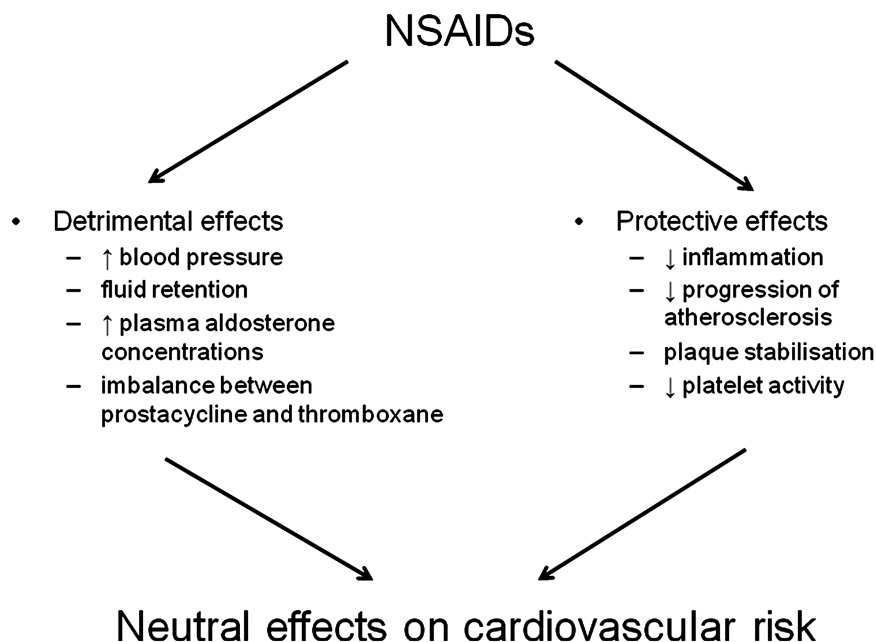 NSAIDs
• Detrimental effects
– ↑ blood pressure
– fluid retention
– ↑ plasma aldosterone
concentrations
– imbalance between
prostacycline and thromboxane
• Protective effects
– ↓ inflammation
– ↓ progression of
atherosclerosis
– plaque stabilisation
– ↓ platelet activity
Neutral effects on cardiovascular risk